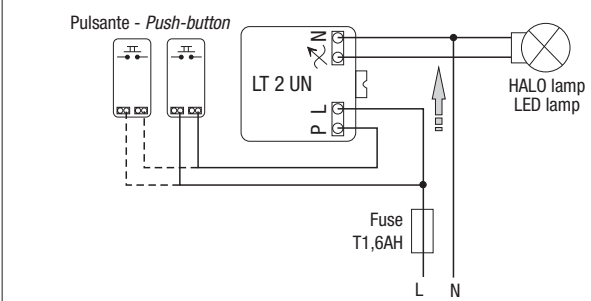 Pulsante - Push-button
N
LT 2 UN
L
P
HALO lamp
LED lamp
Fuse
T1,6AH
L N